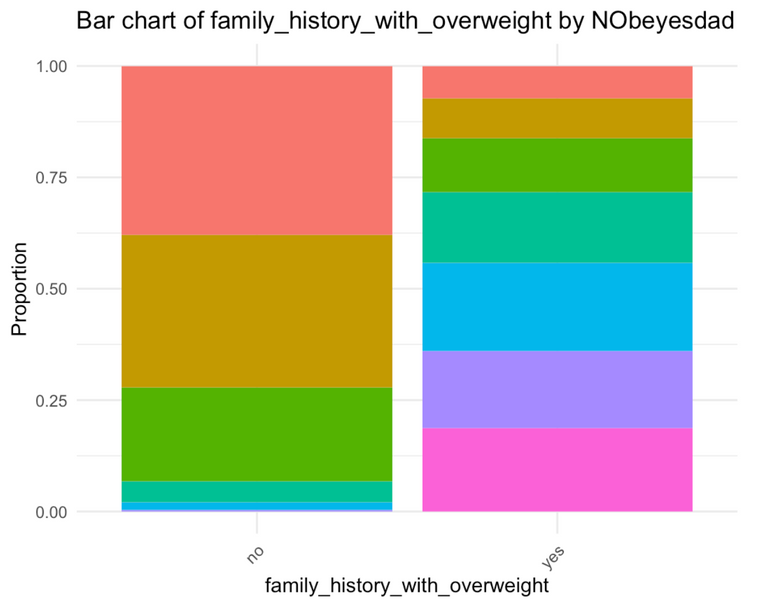 Bar chart of family_history_with_overweight by NObeyesdad
1.00
0.75
0.50
0.25
0.00
Proportion
no
yes
family_history_with_overweight